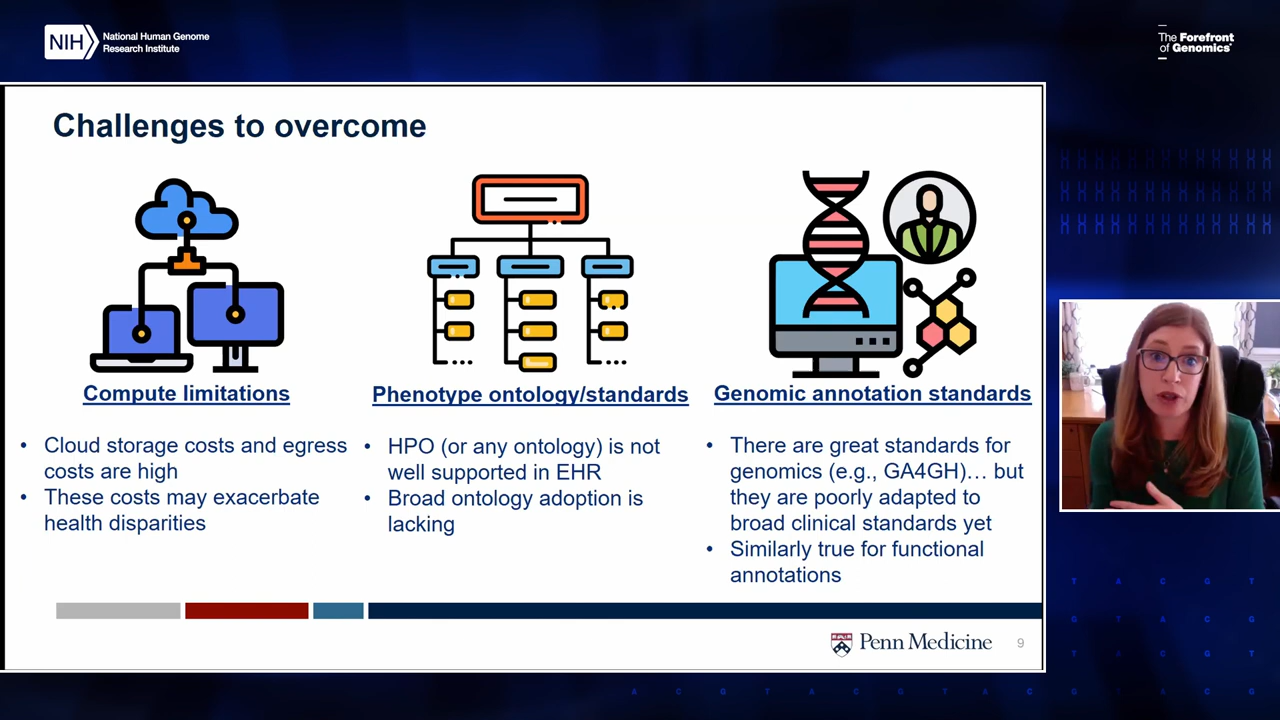 NIH
National Human Genome
Research Institute
The Forefront
of Genomics®
Challenges to overcome
Compute limitations
• Cloud storage costs and egress
costs are high
• These costs may exacerbate
health disparities
Phenotype ontology/standards
• HPO (or any ontology) is not
well supported in EHR
• Broad ontology adoption is
lacking
Genomic annotation standards
• There are great standards for
genomics (e.g., GA4GH)… but
they are poorly adapted to
broad clinical standards yet
• Similarly true for functional
annotations
Penn Medicine
9
T A C G T
G T A C G
T A C G T
G T A C G
A C G T A C G T A C G T A C G